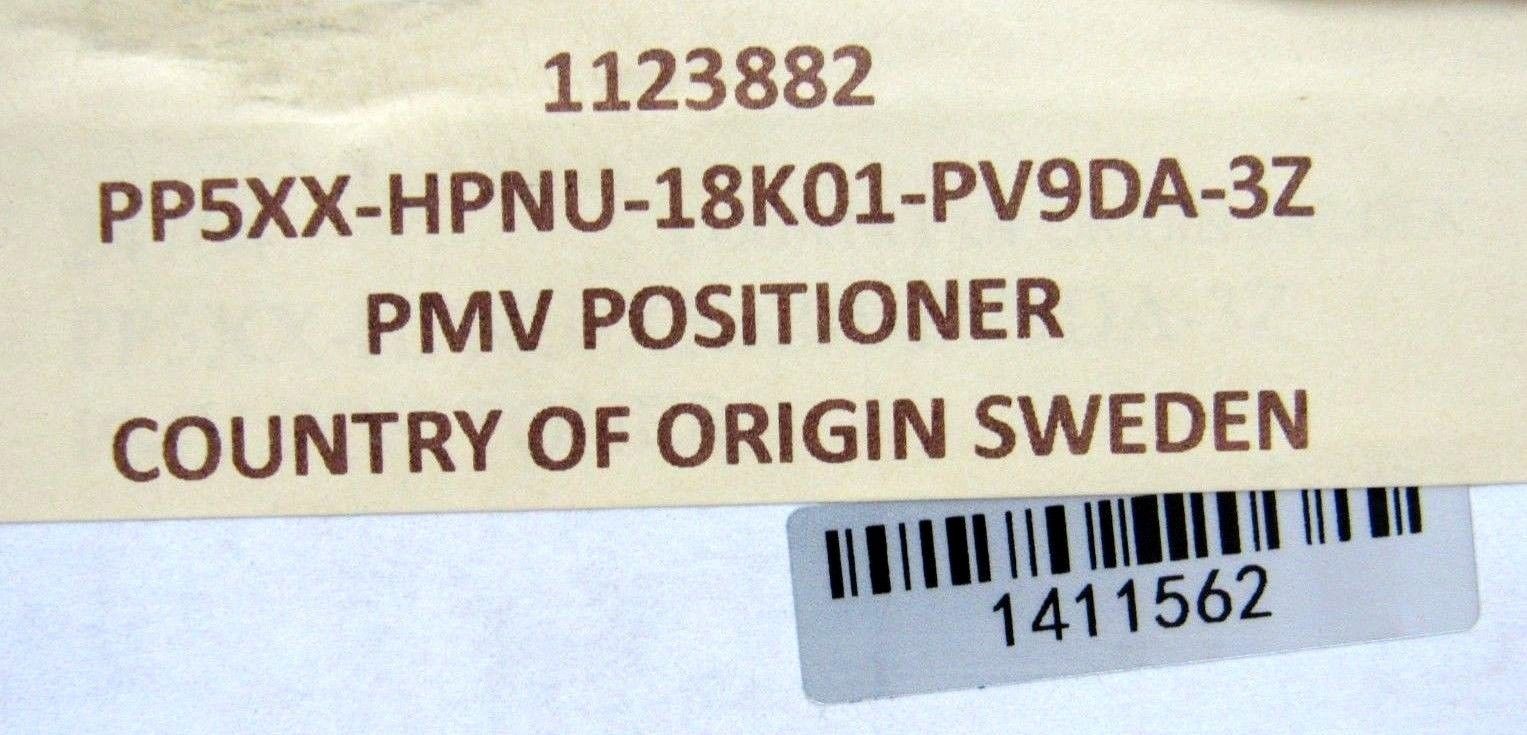 1123882
PP5XX-HPNU-18K01-PV9DA-3Z
PMV POSITIONER
COUNTRY OF ORIGIN SWEDEN
1411562